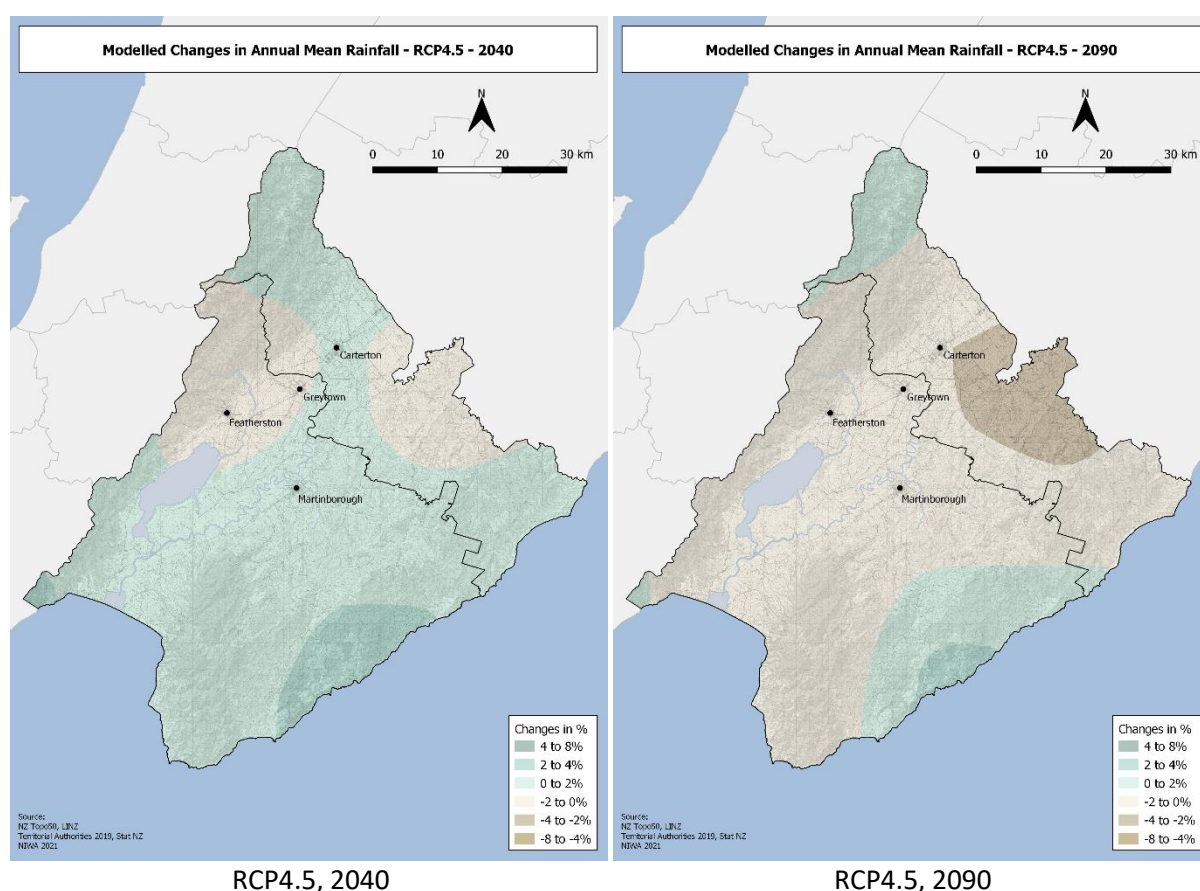 Modelled Changes in Annual Mean Rainfall - RCP4.5 - 2040
N
0 10 20 30 km
Carterton
Greytown
Featherston
Martinborough
Changes in %
4 to 8%
2 to 4%
0 to 2%
-2 to 0%
-4 to -2%
-8 to -4%
Source:
NZ Topo50, LINZ
Territorial Authorities 2019, Stat NZ
NIWA 2021
RCP4.5, 2040
Modelled Changes in Annual Mean Rainfall - RCP4.5 - 2090
N
0 10 20 30 km
Carterton
Greytown
Featherston
Martinborough
Changes in %
4 to 8%
2 to 4%
0 to 2%
-2 to 0%
-4 to -2%
-8 to -4%
Source:
NZ Topo50, LINZ
Territorial Authorities 2019, Stat NZ
NIWA 2021
RCP4.5, 2090